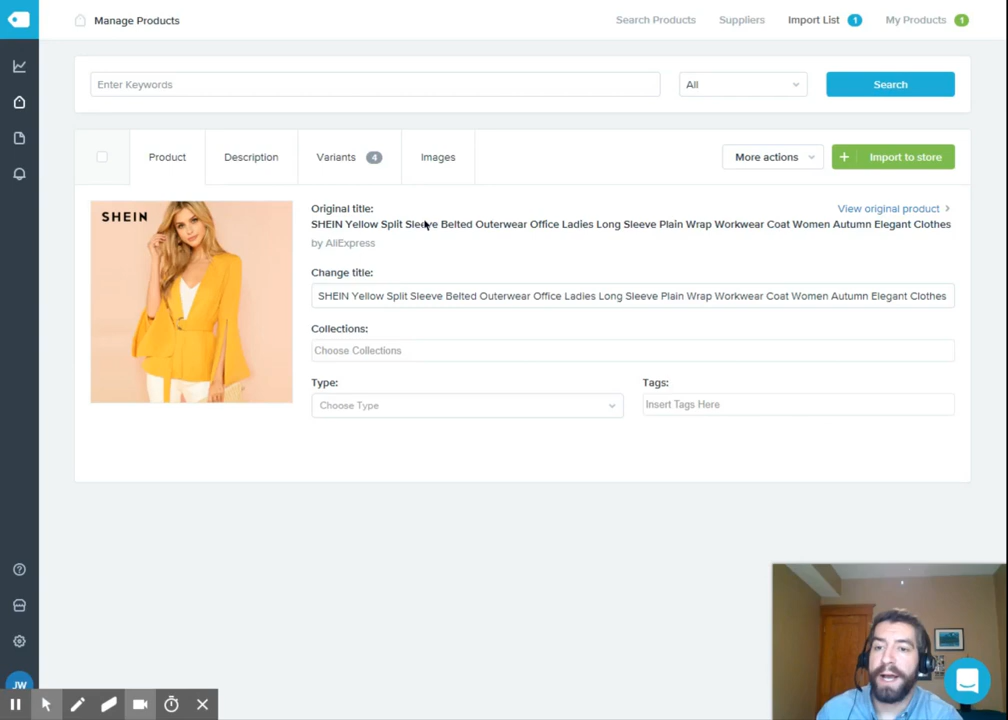 Manage Products
Search Products
Suppliers
Import List 1
My Products 1
Enter Keywords
All
Search
Product
Description
Variants 4
Images
More actions
+ Import to store
SHEIN
Original title:
View original product >
SHEIN Yellow Split Sleeve Belted Outerwear Office Ladies Long Sleeve Plain Wrap Workwear Coat Women Autumn Elegant Clothes
by AliExpress
Change title:
SHEIN Yellow Split Sleeve Belted Outerwear Office Ladies Long Sleeve Plain Wrap Workwear Coat Women Autumn Elegant Clothes
Collections:
Choose Collections
Type:
Tags:
Choose Type
Insert Tags Here
JW